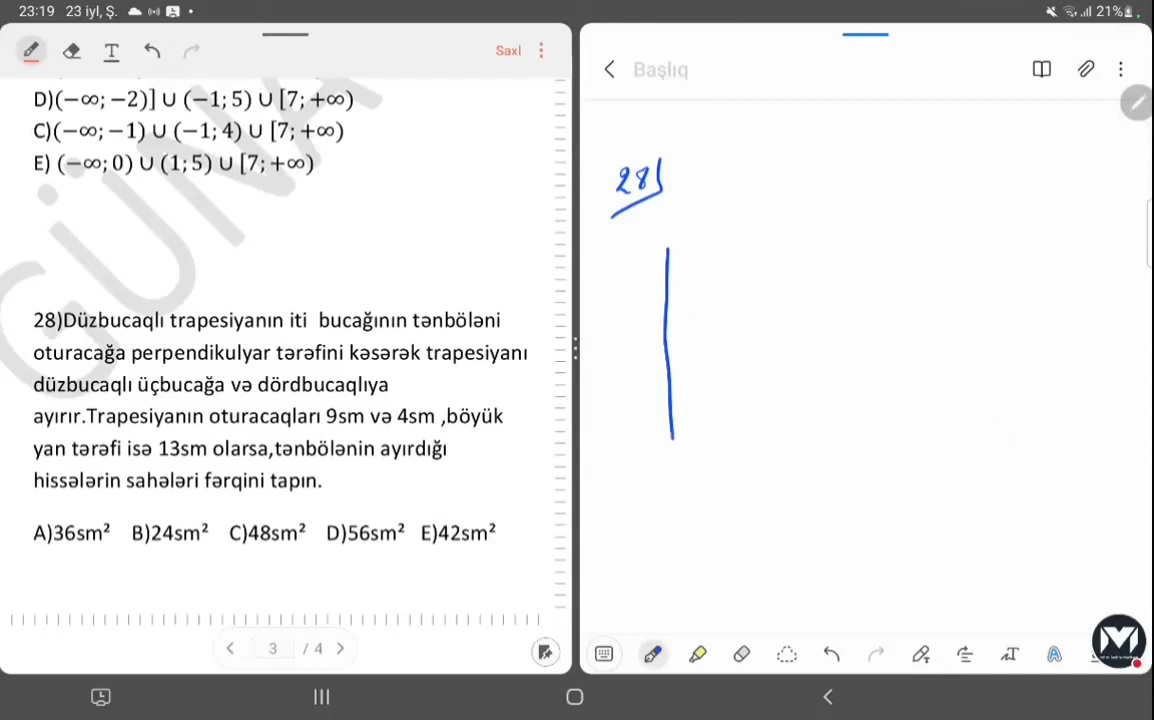 23:19 23 iyl, Ş.
21%
Saxl
Başlıq
D)(−∞; −2)] ∪ (−1; 5) ∪ [7; +∞)
C)(−∞; −1) ∪ (−1; 4) ∪ [7; +∞)
E) (−∞; 0) ∪ (1; 5) ∪ [7; +∞)
GÜNA
28)Düzbucaqlı trapesiyanın iti bucağının tənböləni
oturacağa perpendikulyar tərəfini kəsərək trapesiyanı
düzbucaqlı üçbucağa və dördbucaqlıya
ayırır.Trapesiyanın oturacaqları 9sm və 4sm ,böyük
yan tərəfi isə 13sm olarsa,tənbölənin ayırdığı
hissələrin sahələri fərqini tapın.
A)36sm² B)24sm² C)48sm² D)56sm² E)42sm²
3 / 4
28)